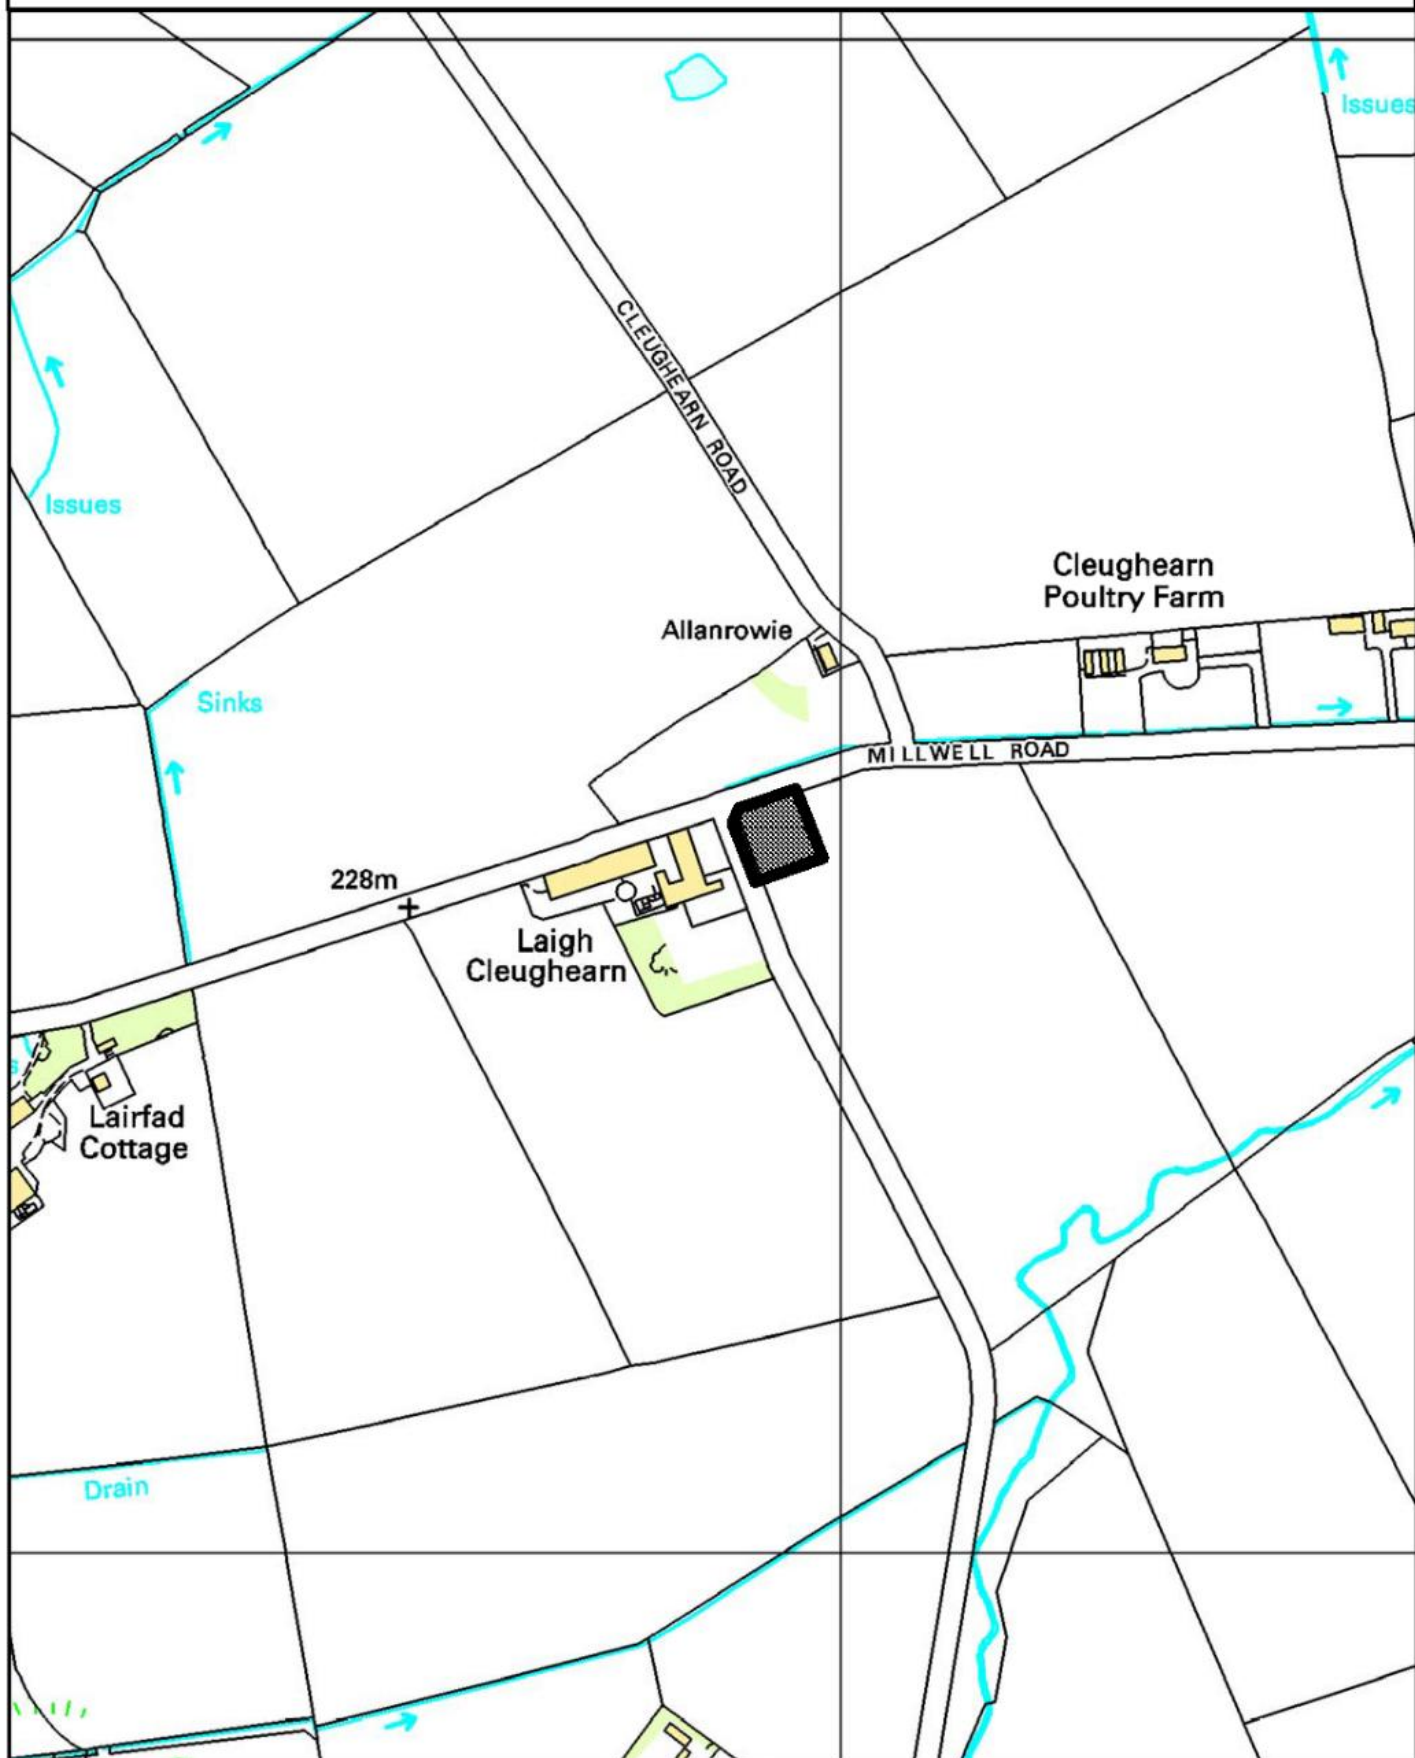 Issues
CLEUGHEARN ROAD
Issues
Cleughearn
Poultry Farm
Allanrowie
Sinks
MILLWELL ROAD
228m
Laigh
Cleughearn
s
Lairfad
Cottage
Drain